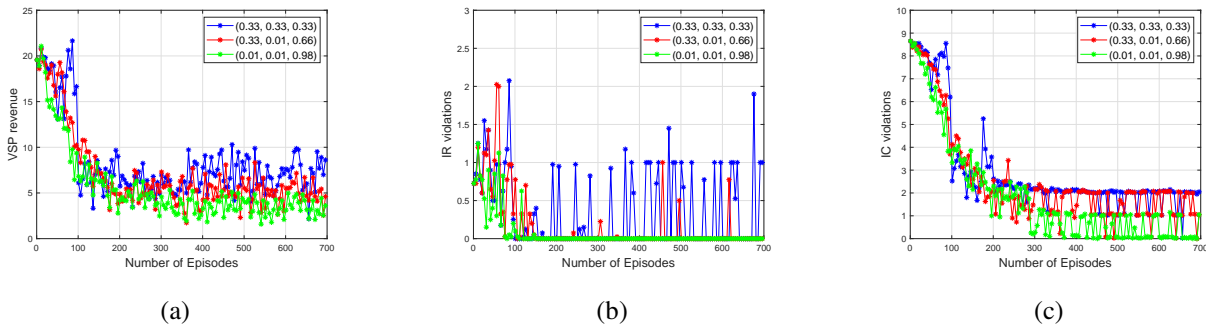 25
20
15
10
5
0
0 100 200 300 400 500 600 700
VSP revenue
Number of Episodes
(0.33, 0.33, 0.33)
(0.33, 0.01, 0.66)
(0.01, 0.01, 0.98)
(a)
3
2.5
2
1.5
1
0.5
0
0 100 200 300 400 500 600 700
IR violations
Number of Episodes
(0.33, 0.33, 0.33)
(0.33, 0.01, 0.66)
(0.01, 0.01, 0.98)
(b)
10
9
8
7
6
5
4
3
2
1
0
0 100 200 300 400 500 600 700
IC violations
Number of Episodes
(0.33, 0.33, 0.33)
(0.33, 0.01, 0.66)
(0.01, 0.01, 0.98)
(c)